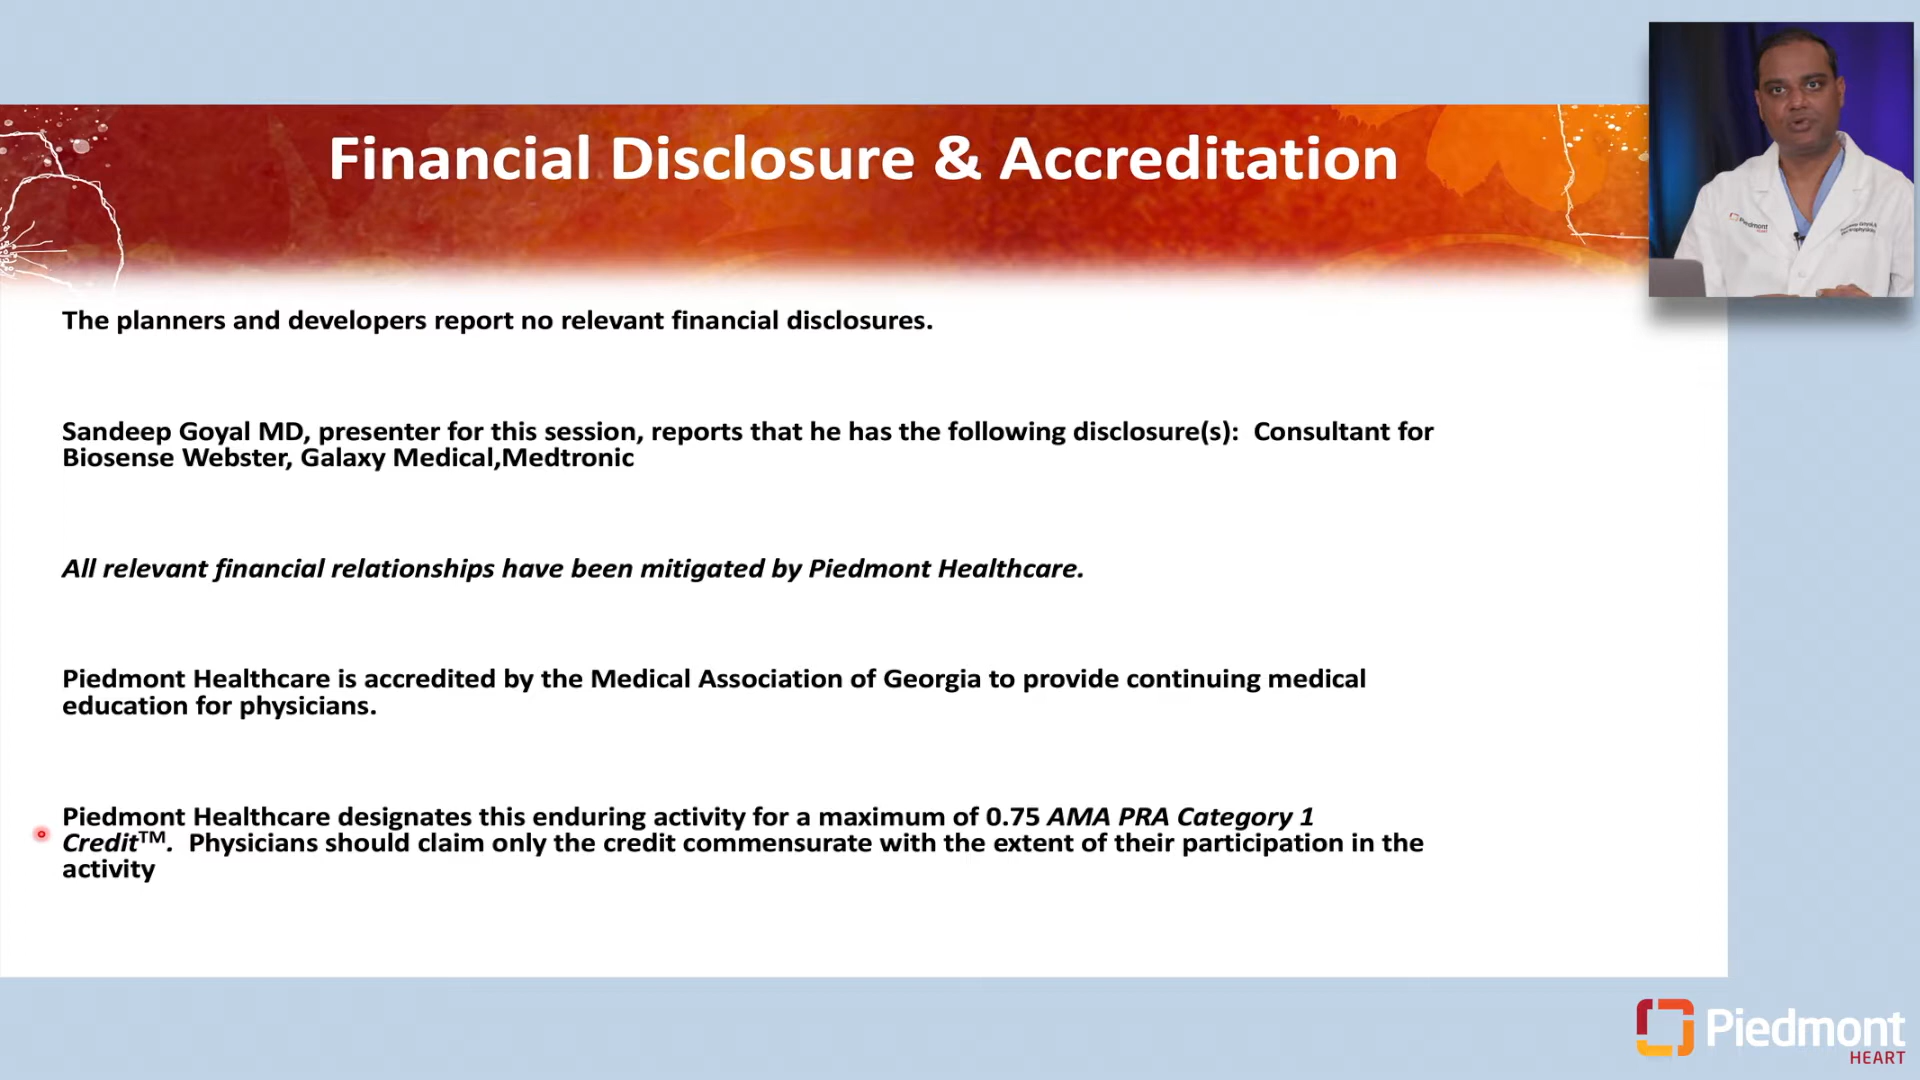 Financial Disclosure & Accreditation
The planners and developers report no relevant financial disclosures.
Sandeep Goyal MD, presenter for this session, reports that he has the following disclosure(s):  Consultant for
Biosense Webster, Galaxy Medical,Medtronic
All relevant financial relationships have been mitigated by Piedmont Healthcare.
Piedmont Healthcare is accredited by the Medical Association of Georgia to provide continuing medical
education for physicians.
Piedmont Healthcare designates this enduring activity for a maximum of 0.75 AMA PRA Category 1
Credit™.  Physicians should claim only the credit commensurate with the extent of their participation in the
activity
Piedmont
Piedmont
HEART